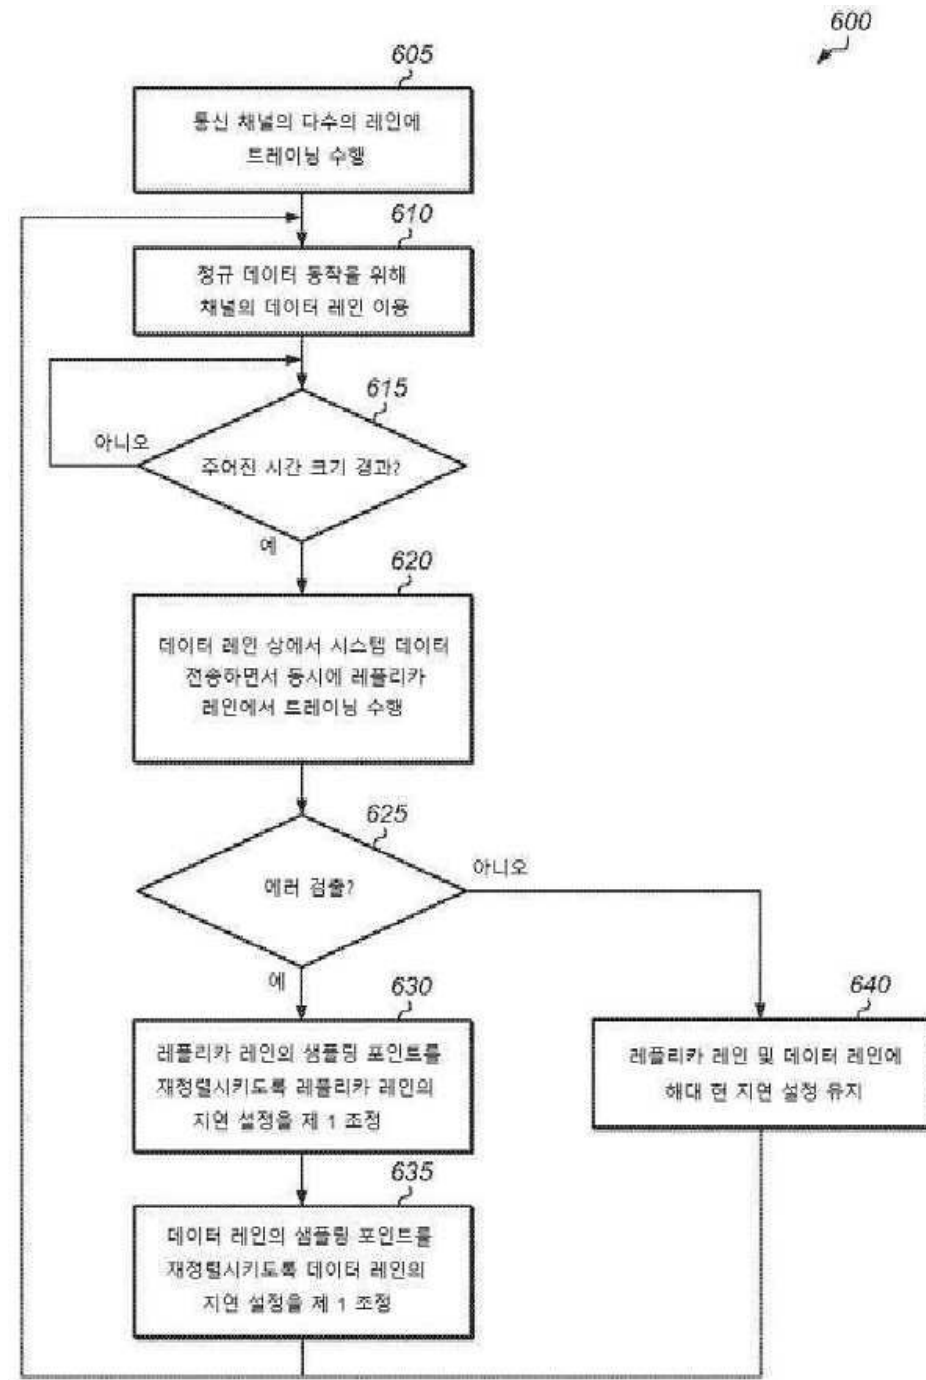 600
605
통신 채널의 다수의 레인에
트레이닝 수행
610
정규 데이터 동작을 위해
채널의 데이터 레인 이용
615
아니오
주어진 시간 크기 경과?
예
620
데이터 레인 상에서 시스템 데이터
전송하면서 동시에 레플리카
레인에서 트레이닝 수행
625
에러 검출?
아니오
예
630
레플리카 레인의 샘플링 포인트를
재정렬시키도록 레플리카 레인의
지연 설정을 제 1 조정
640
레플리카 레인 및 데이터 레인에
해대 현 지연 설정 유지
635
데이터 레인의 샘플링 포인트를
재정렬시키도록 데이터 레인의
지연 설정을 제 1 조정